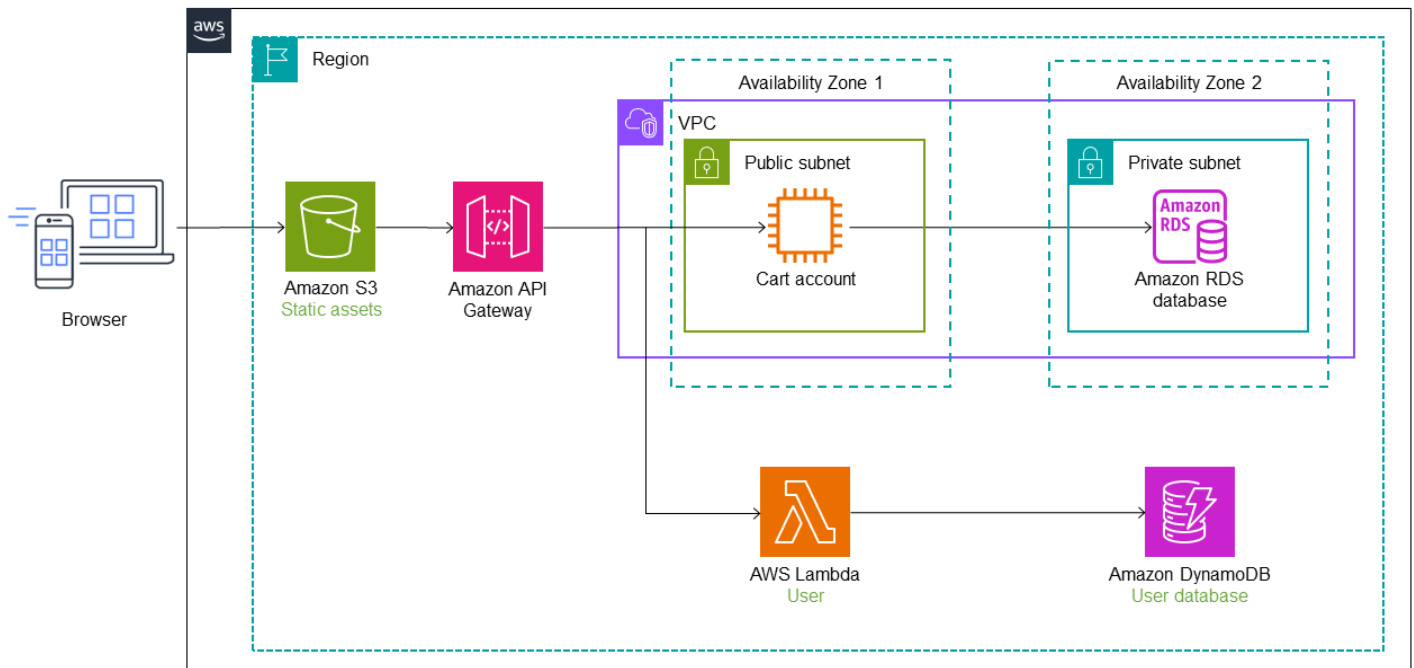 aws
Region
Availability Zone 1
Availability Zone 2
VPC
Public subnet
Private subnet
Amazon
RDS
</>
Cart account
Amazon RDS
database
Amazon S3
Static assets
Amazon API
Gateway
Browser
AWS Lambda
User
Amazon DynamoDB
User database